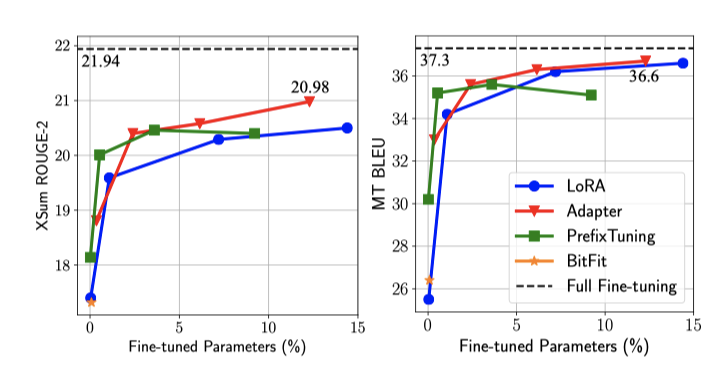 22
21
20
19
18
XSum ROUGE-2
21.94
20.98
0
5
10
15
Fine-tuned Parameters (%)
36
34
32
30
28
26
MT BLEU
37.3
36.6
LoRA
Adapter
PrefixTuning
BitFit
Full Fine-tuning
0
5
10
15
Fine-tuned Parameters (%)